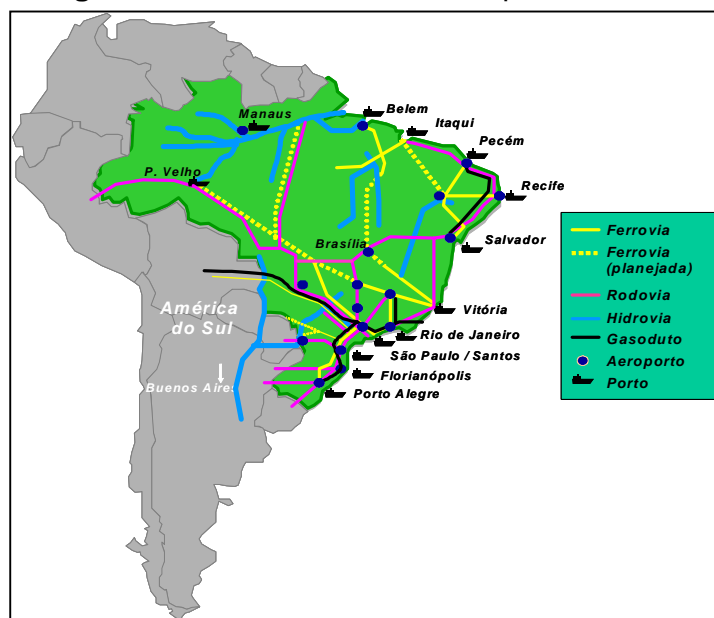 Manaus
Belem
Itaqui
Pecém
P. Velho
Recife
Brasília
Salvador
América
do Sul
Vitória
Rio de Janeiro
São Paulo / Santos
Buenos Aires
Florianópolis
Porto Alegre
Ferrovia
Ferrovia
(planejada)
Rodovia
Hidrovia
Gasoduto
Aeroporto
Porto